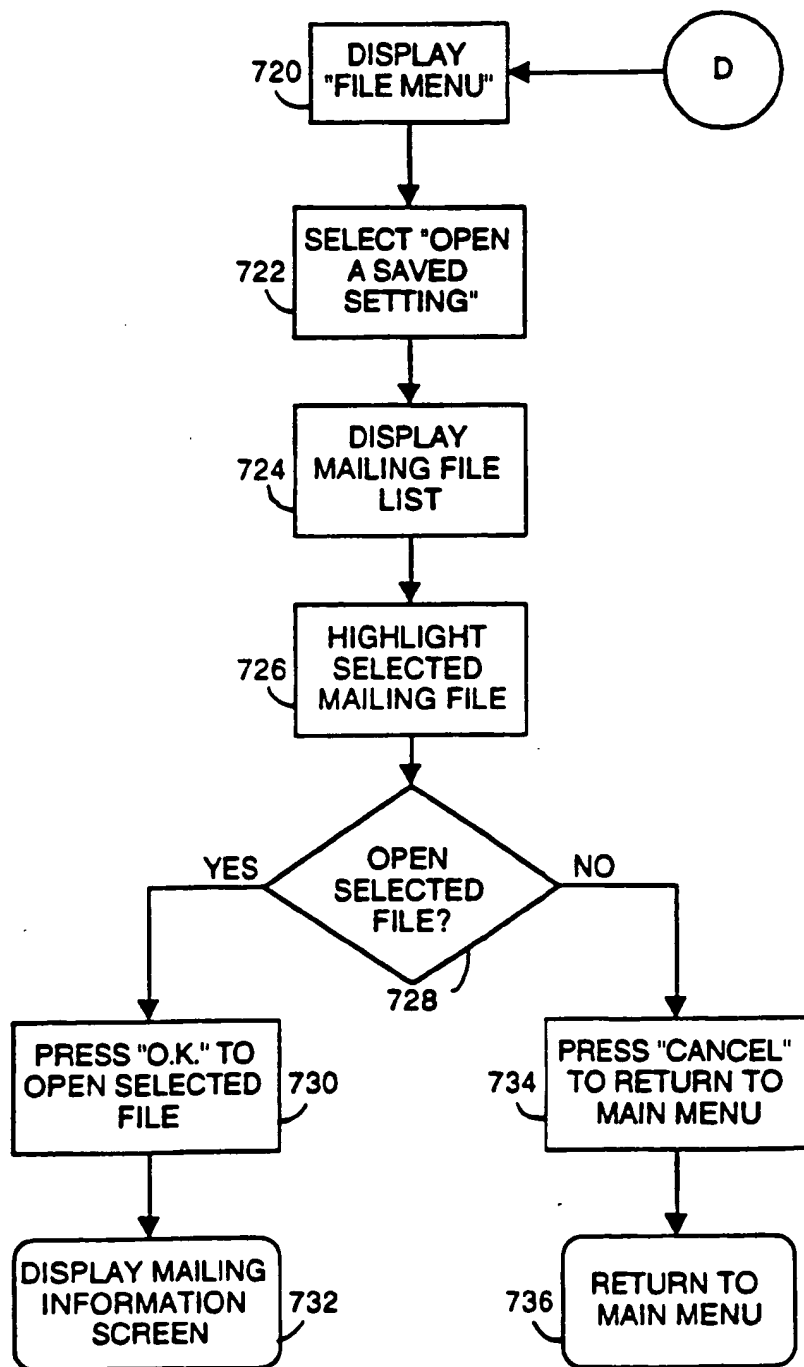 DISPLAY
"FILE MENU"
720
D
SELECT "OPEN
A SAVED
SETTING"
722
DISPLAY
MAILING FILE
LIST
724
HIGHLIGHT
SELECTED
MAILING FILE
726
YES
OPEN
SELECTED
FILE?
NO
728
PRESS "O.K." TO
OPEN SELECTED
FILE
730
PRESS "CANCEL"
TO RETURN TO
MAIN MENU
734
DISPLAY MAILING
INFORMATION
SCREEN
732
RETURN TO
MAIN MENU
736